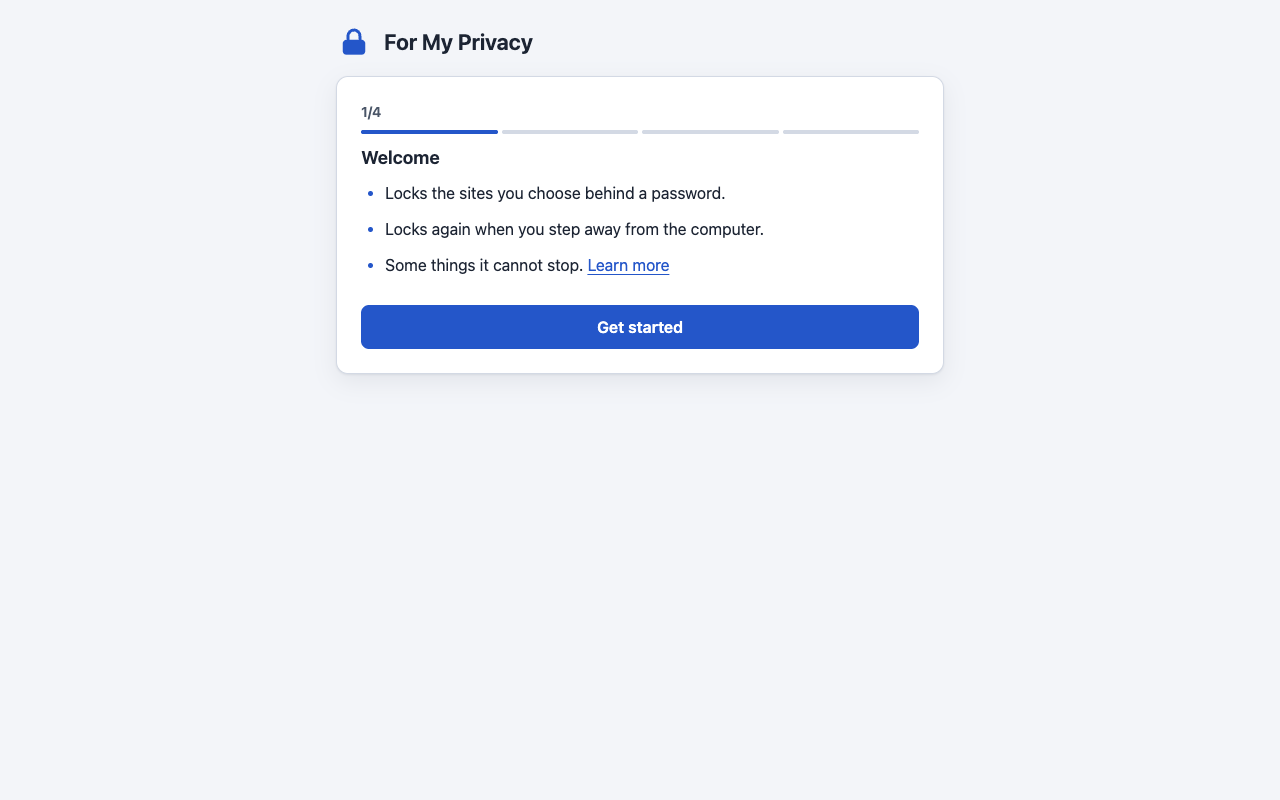 For My Privacy
1/4
Welcome
Locks the sites you choose behind a password.
Locks again when you step away from the computer.
Some things it cannot stop. Learn more
Get started